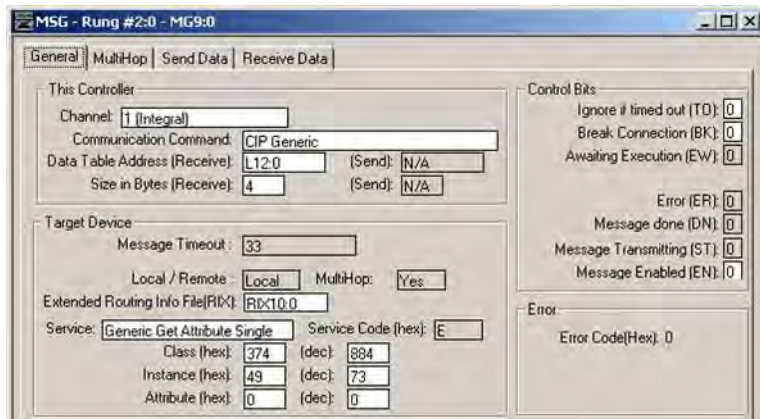 MSG - Rung #2:0 - MG9:0
General MultiHop Send Data Receive Data
This Controller
Channel: 1 (Integral)
Communication Command: CIP Generic
Data Table Address (Receive): L12:0 (Send): N/A
Size in Bytes (Receive): 4 (Send): N/A
Target Device
Message Timeout : 33
Local / Remote : Local MultiHop: Yes
Extended Routing Info File(RIX): RIX10:0
Service: Generic Get Attribute Single Service Code (hex): E
Class (hex): 374 (dec): 884
Instance (hex): 49 (dec): 73
Attribute (hex): 0 (dec): 0
Control Bits
Ignore if timed out (TO): 0
Break Connection (BK): 0
Awaiting Execution (EW): 0
Error (ER): 0
Message done (DN): 0
Message Transmitting (ST): 0
Message Enabled (EN): 0
Error
Error Code(Hex): 0